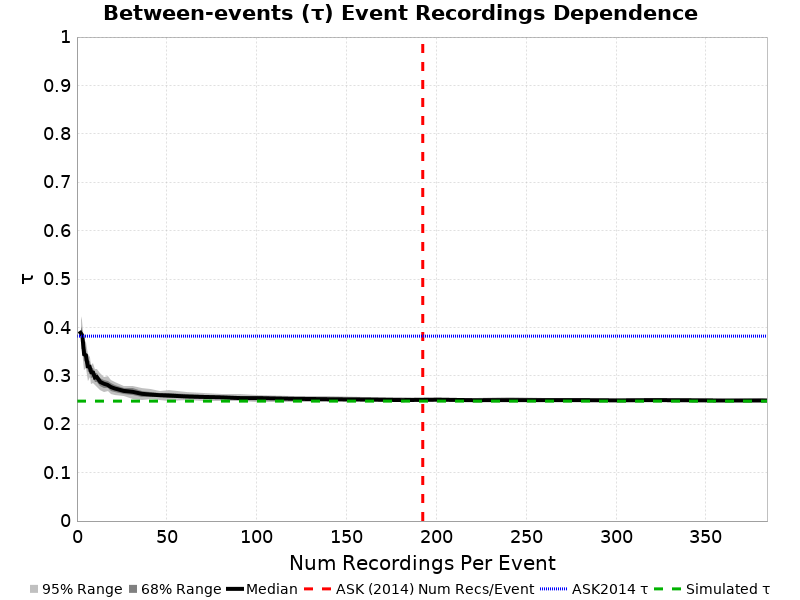 Between-events (τ) Event Recordings Dependence
1
0.9
0.8
0.7
0.6
0.5
0.4
0.3
0.2
0.1
0
τ
0 50 100 150 200 250 300 350
Num Recordings Per Event
95% Range 68% Range Median ASK (2014) Num Recs/Event ASK2014 τ Simulated τ